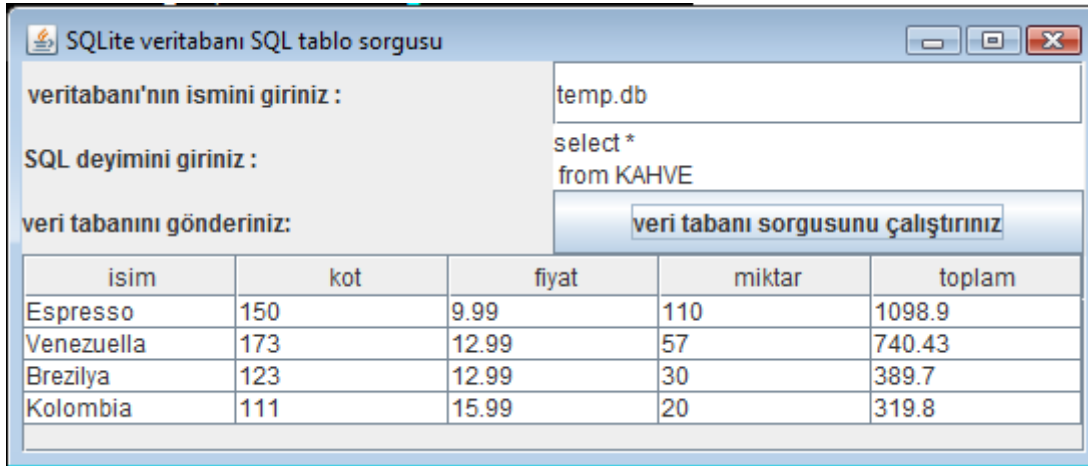 SQLite veritabanı SQL tablo sorgusu
veritabanı'nın ismini giriniz :
temp.db
SQL deyimini giriniz :
select *
from KAHVE
veri tabanını gönderiniz:
veri tabanı sorgusunu çalıştırınız
isim kot fiyat miktar toplam
Espresso 150 9.99 110 1098.9
Venezuella 173 12.99 57 740.43
Brezilya 123 12.99 30 389.7
Kolombia 111 15.99 20 319.8